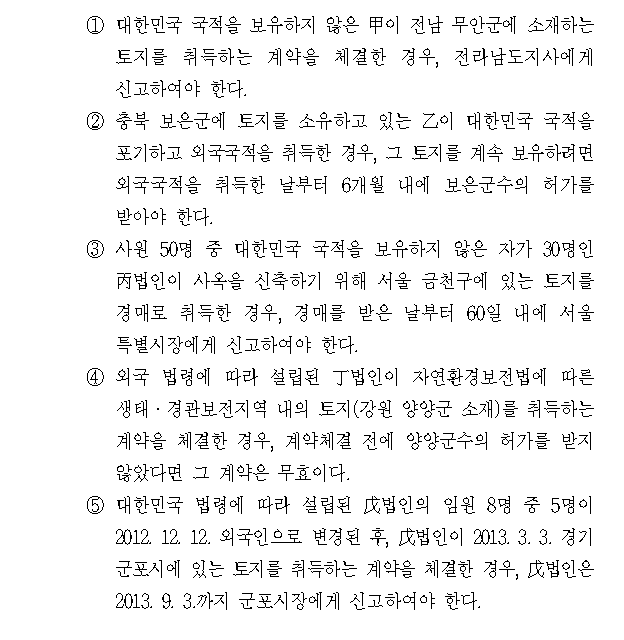 ① 대한민국 국적을 보유하지 않은 甲이 전남 무안군에 소재하는
토지를 취득하는 계약을 체결한 경우, 전라남도지사에게
신고하여야 한다.
② 충북 보은군에 토지를 소유하고 있는 乙이 대한민국 국적을
포기하고 외국국적을 취득한 경우, 그 토지를 계속 보유하려면
외국국적을 취득한 날부터 6개월 내에 보은군수의 허가를
받아야 한다.
③ 사원 50명 중 대한민국 국적을 보유하지 않은 자가 30명인
丙법인이 사옥을 신축하기 위해 서울 금천구에 있는 토지를
경매로 취득한 경우, 경매를 받은 날부터 60일 내에 서울
특별시장에게 신고하여야 한다.
④ 외국 법령에 따라 설립된 丁법인이 자연환경보전법에 따른
생태·경관보전지역 내의 토지(강원 양양군 소재)를 취득하는
계약을 체결한 경우, 계약체결 전에 양양군수의 허가를 받지
않았다면 그 계약은 무효이다.
⑤ 대한민국 법령에 따라 설립된 戊법인의 임원 8명 중 5명이
2012. 12. 12. 외국인으로 변경된 후, 戊법인이 2013. 3. 3. 경기
군포시에 있는 토지를 취득하는 계약을 체결한 경우, 戊법인은
2013. 9. 3.까지 군포시장에게 신고하여야 한다.